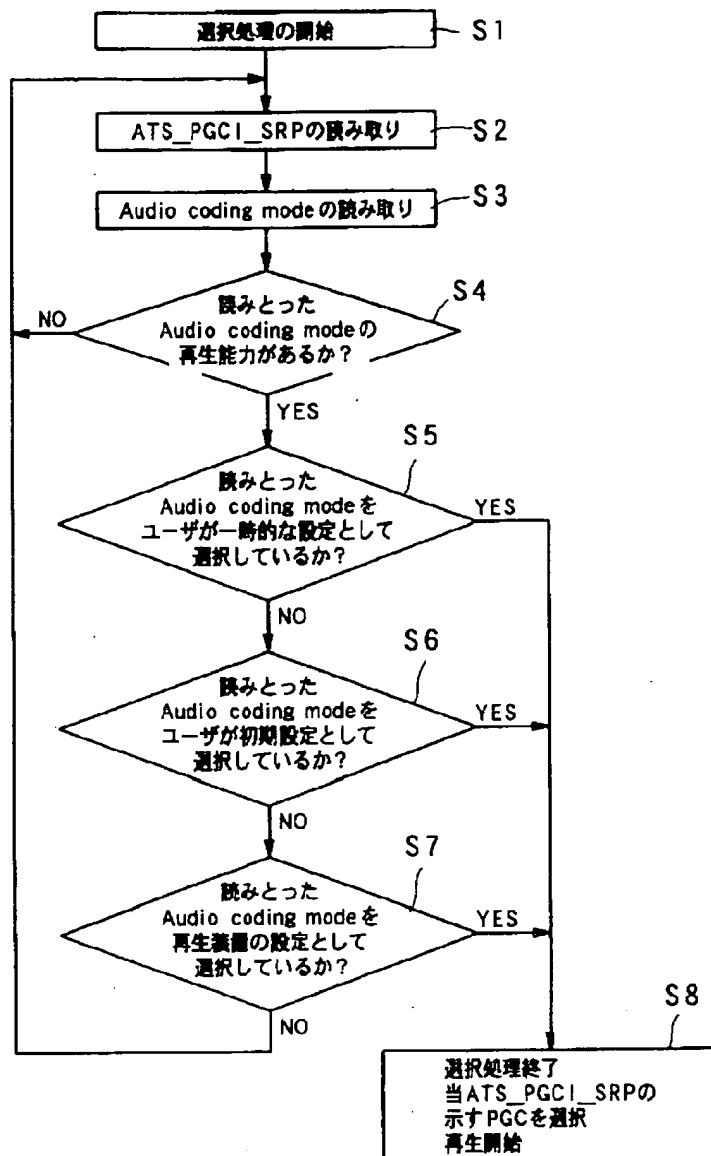 選択処理の開始
S1
ATS_PGCI_SRPの読み取り
S2
Audio coding modeの読み取り
S3
読みとった
Audio coding modeの
再生能力があるか?
S4
NO
YES
読みとった
Audio coding modeを
ユーザが一時的な設定として
選択しているか?
S5
YES
NO
読みとった
Audio coding modeを
ユーザが初期設定として
選択しているか?
S6
YES
NO
読みとった
Audio coding modeを
再生装置の設定として
選択しているか?
S7
YES
NO
S8
選択処理終了
当ATS_PGCI_SRPの
示すPGCを選択
再生開始